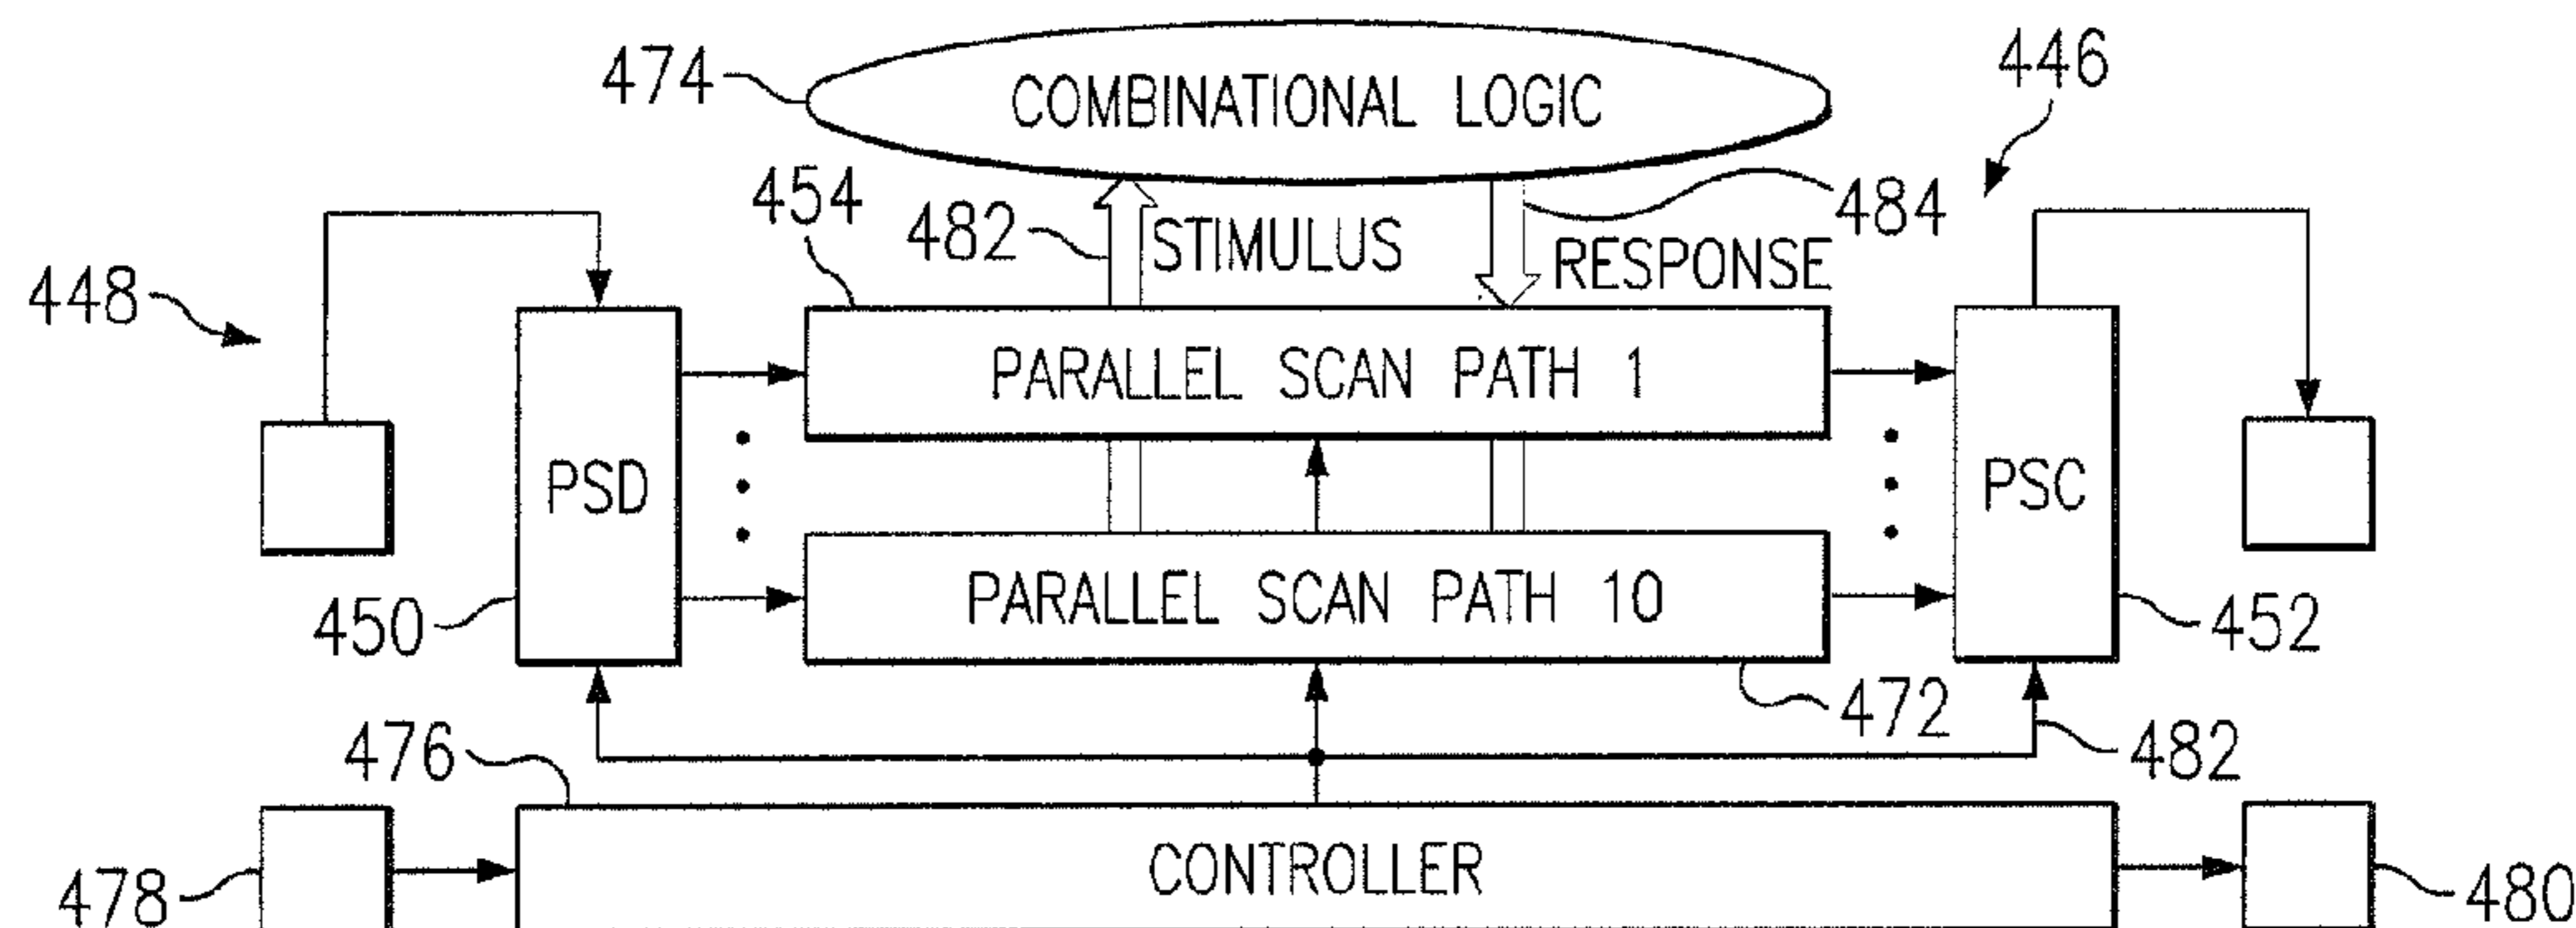 474
COMBINATIONAL LOGIC
446
454
482
STIMULUS
484
RESPONSE
448
PARALLEL SCAN PATH 1
PSD
PSC
450
PARALLEL SCAN PATH 10
452
472
476
482
478
CONTROLLER
480